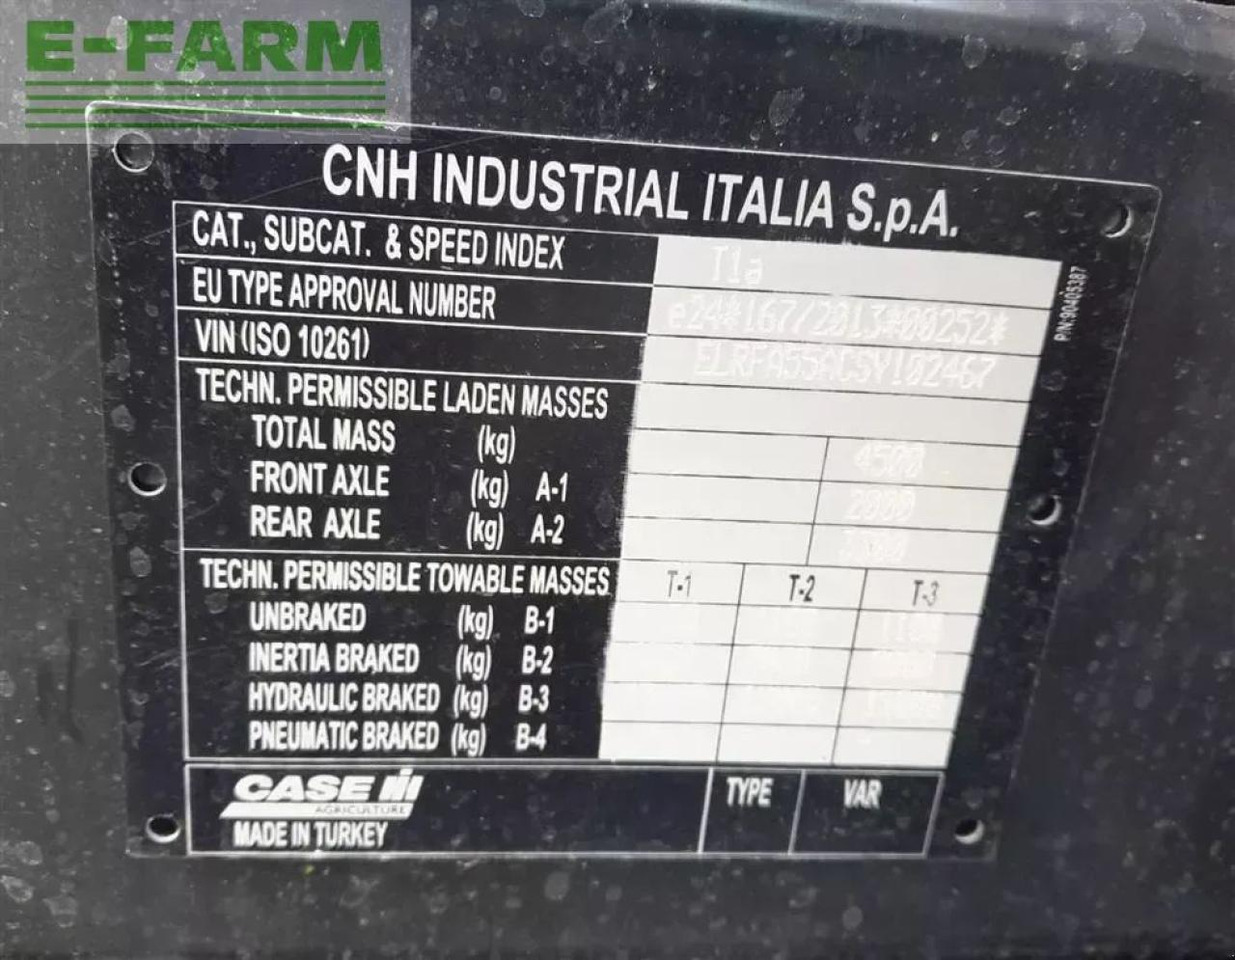 E-FARM
CNH INDUSTRIAL ITALIA S.p.A.
CAT., SUBCAT. & SPEED INDEX T1a
EU TYPE APPROVAL NUMBER e24*167/2013*00252*
VIN (ISO 10261)
P/N:90405387
TECHN. PERMISSIBLE LADEN MASSES
TOTAL MASS (kg) 4500
FRONT AXLE (kg) A-1 2000
REAR AXLE (kg) A-2
TECHN. PERMISSIBLE TOWABLE MASSES T-1 T-2 T-3
UNBRAKED (kg) B-1
INERTIA BRAKED (kg) B-2
HYDRAULIC BRAKED (kg) B-3
PNEUMATIC BRAKED (kg) B-4
CASE IH
AGRICULTURE
MADE IN TURKEY
TYPE VAR